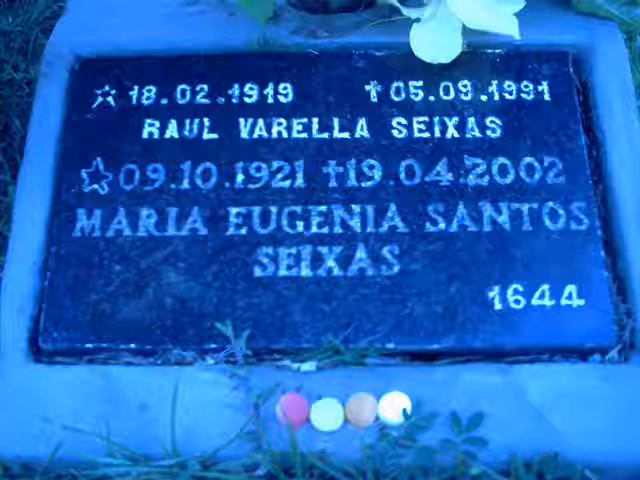 ☆ 18.02.1919 ✝ 05.09.1991
RAUL VARELLA SEIXAS
☆ 09.10.1921 ✝ 19.04.2002
MARIA EUGENIA SANTOS
SEIXAS
1644